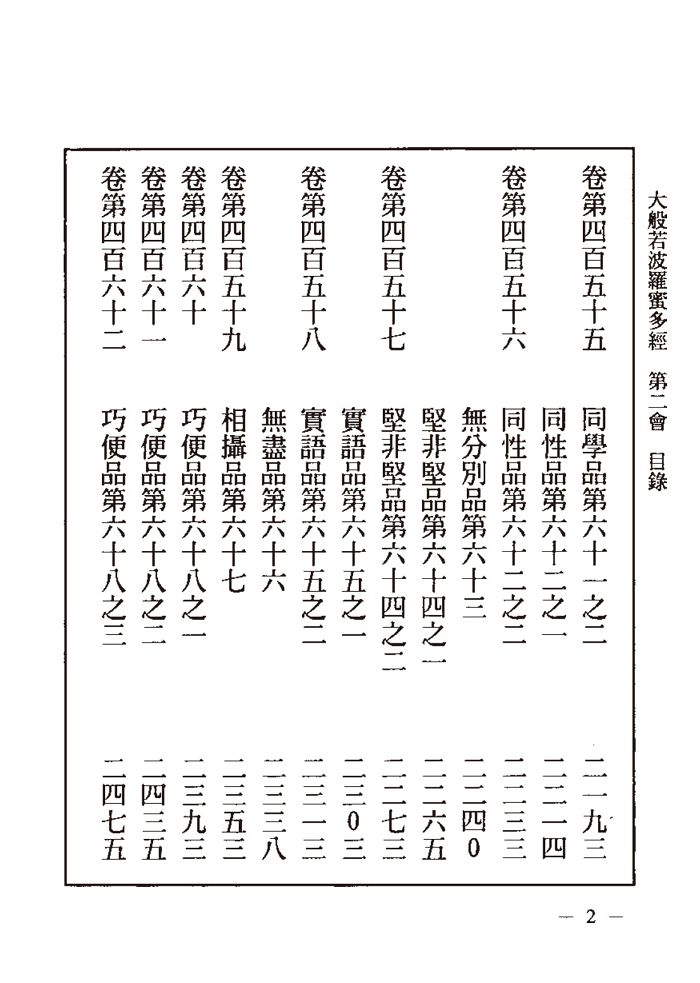 大般若波羅蜜多經　第二會　目錄
卷第四百五十五　同學品第六十一之二　二一九三
同性品第六十二之一　二二一四
卷第四百五十六　同性品第六十二之二　二二三三
無分別品第六十三　二二四0
堅非堅品第六十四之一　二二六五
卷第四百五十七　堅非堅品第六十四之二　二二七三
實語品第六十五之一　二三0三
卷第四百五十八　實語品第六十五之二　二三一三
無盡品第六十六　二三三八
卷第四百五十九　相攝品第六十七　二三五三
卷第四百六十　巧便品第六十八之一　二三九三
卷第四百六十一　巧便品第六十八之二　二四三五
卷第四百六十二　巧便品第六十八之三　二四七五
— 2 —